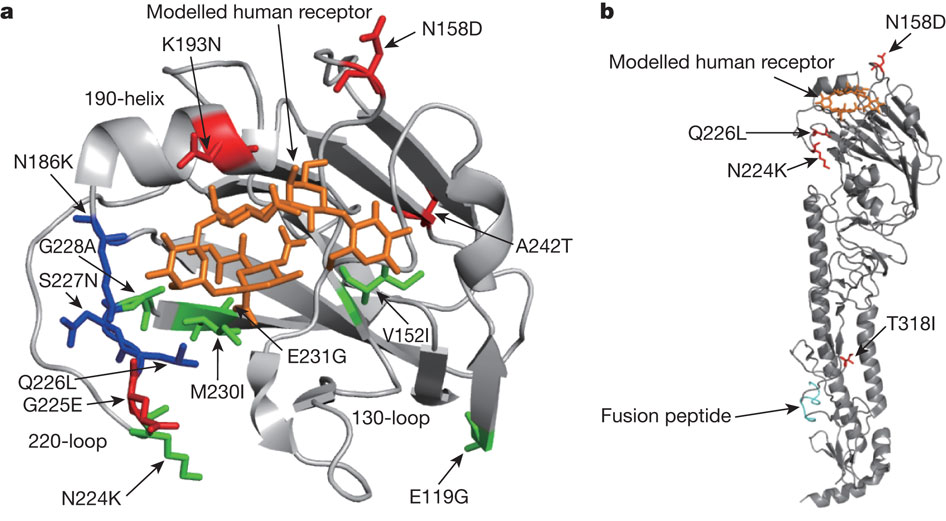 a
Modelled human receptor
N158D
K193N
190-helix
N186K
G228A
S227N
A242T
V152I
E231G
M230I
Q226L
G225E
130-loop
220-loop
N224K
E119G
b
N158D
Modelled human receptor
Q226L
N224K
T318I
Fusion peptide